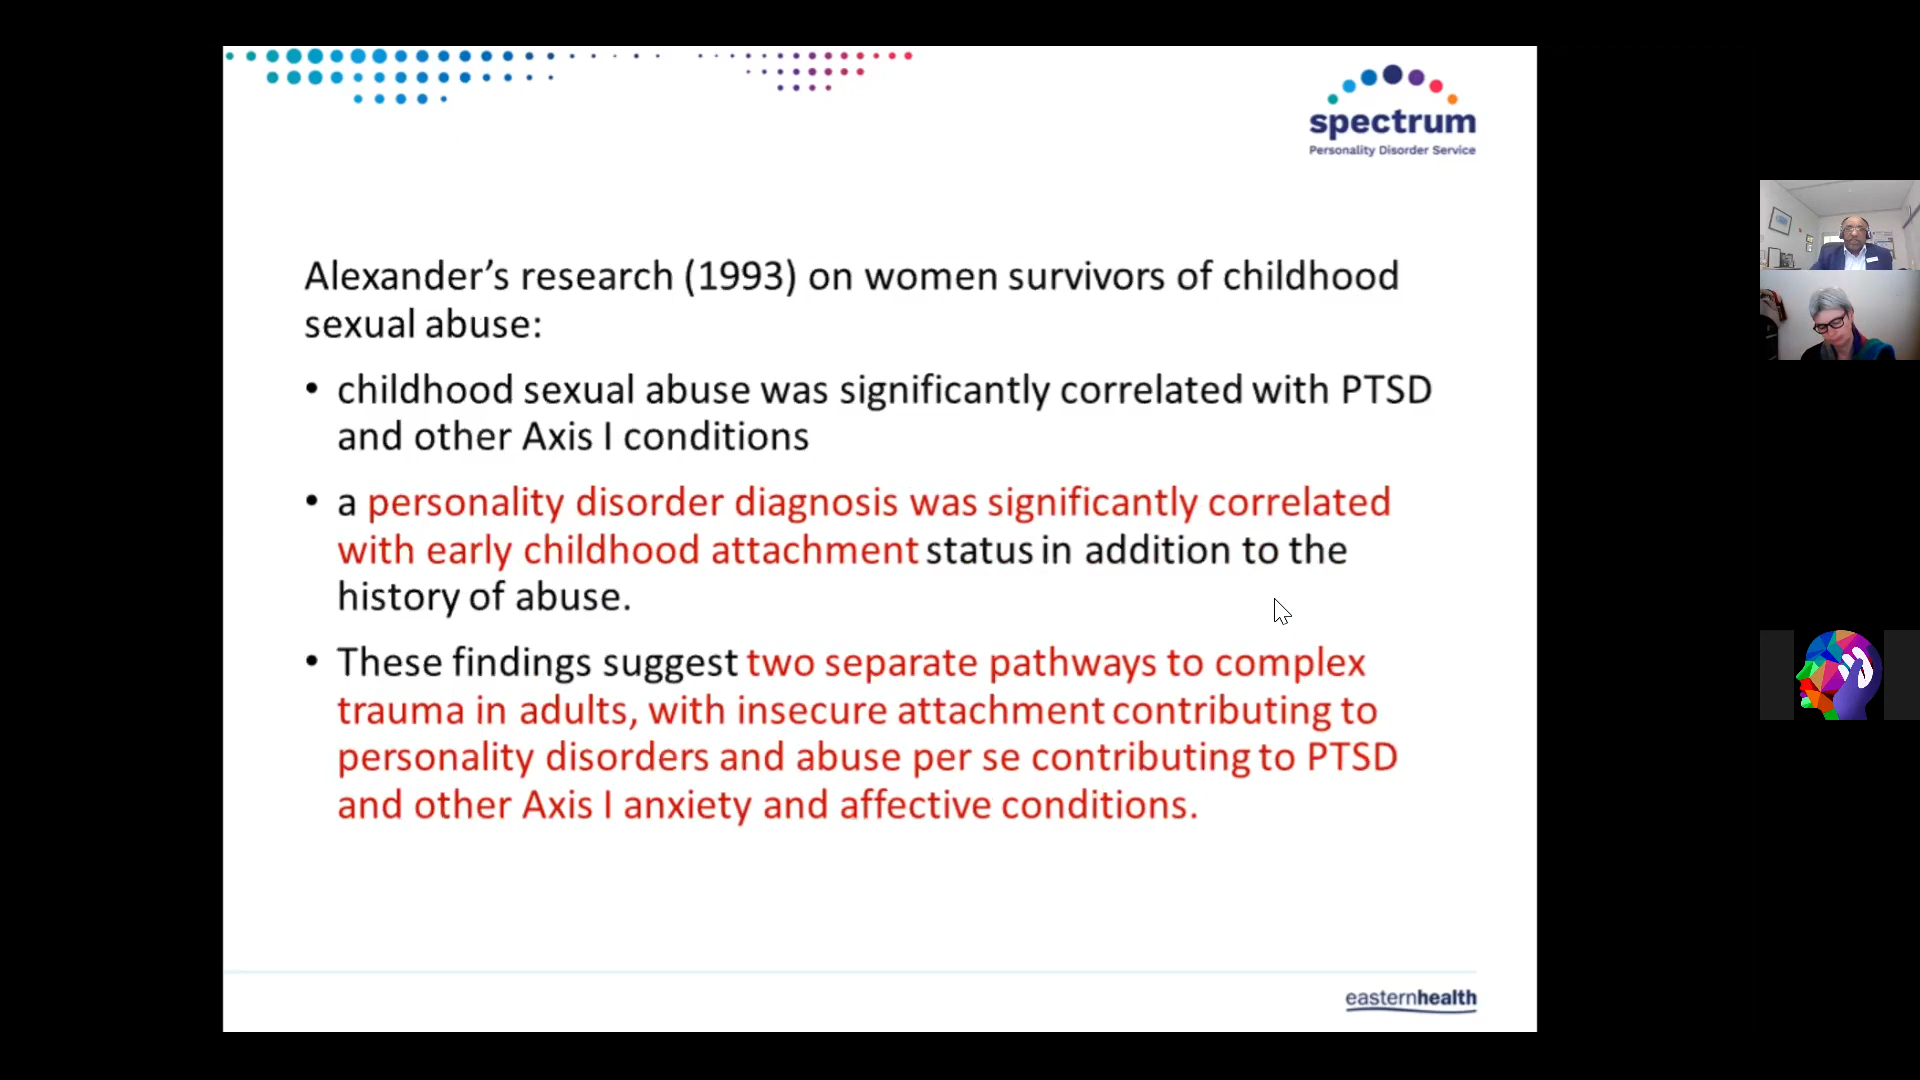 spectrum
Personality Disorder Service
Alexander’s research (1993) on women survivors of childhood
sexual abuse:
• childhood sexual abuse was significantly correlated with PTSD
and other Axis I conditions
• a personality disorder diagnosis was significantly correlated
with early childhood attachment status in addition to the
history of abuse.
• These findings suggest two separate pathways to complex
trauma in adults, with insecure attachment contributing to
personality disorders and abuse per se contributing to PTSD
and other Axis I anxiety and affective conditions.
easternhealth